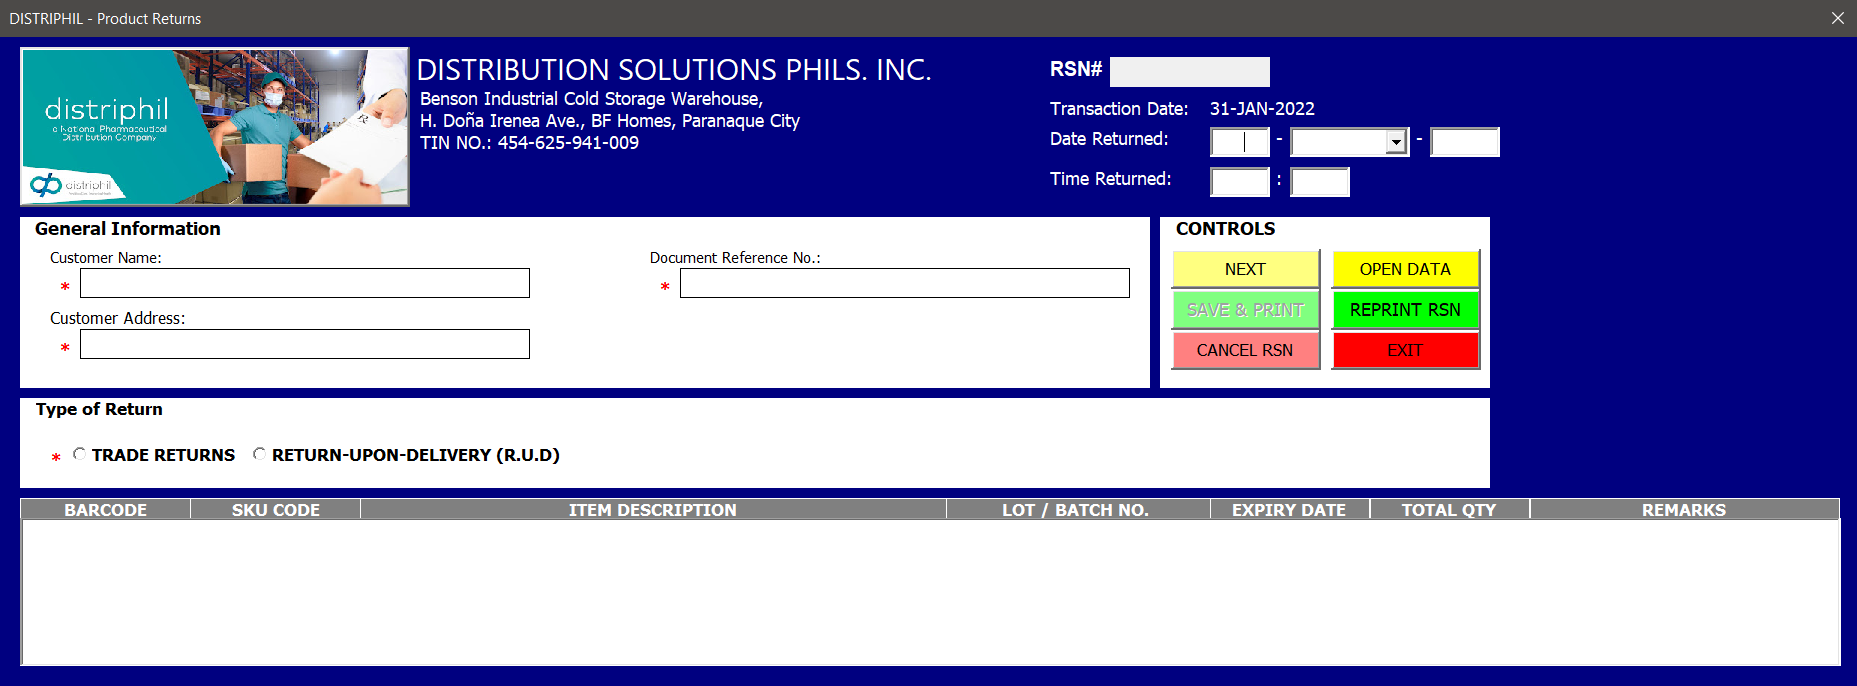 DISTRIPHIL - Product Returns
distriphil
a National Pharmaceutical
Distribution Company
distriphil
DISTRIBUTION SOLUTIONS PHILS. INC.
Benson Industrial Cold Storage Warehouse,
H. Doña Irenea Ave., BF Homes, Paranaque City
TIN NO.: 454-625-941-009
RSN#
Transaction Date: 31-JAN-2022
Date Returned: - -
Time Returned: :
General Information
Customer Name:
*
Document Reference No.:
*
Customer Address:
*
CONTROLS
NEXT
OPEN DATA
SAVE & PRINT
REPRINT RSN
CANCEL RSN
EXIT
Type of Return
* TRADE RETURNS RETURN-UPON-DELIVERY (R.U.D)
BARCODE SKU CODE ITEM DESCRIPTION LOT / BATCH NO. EXPIRY DATE TOTAL QTY REMARKS